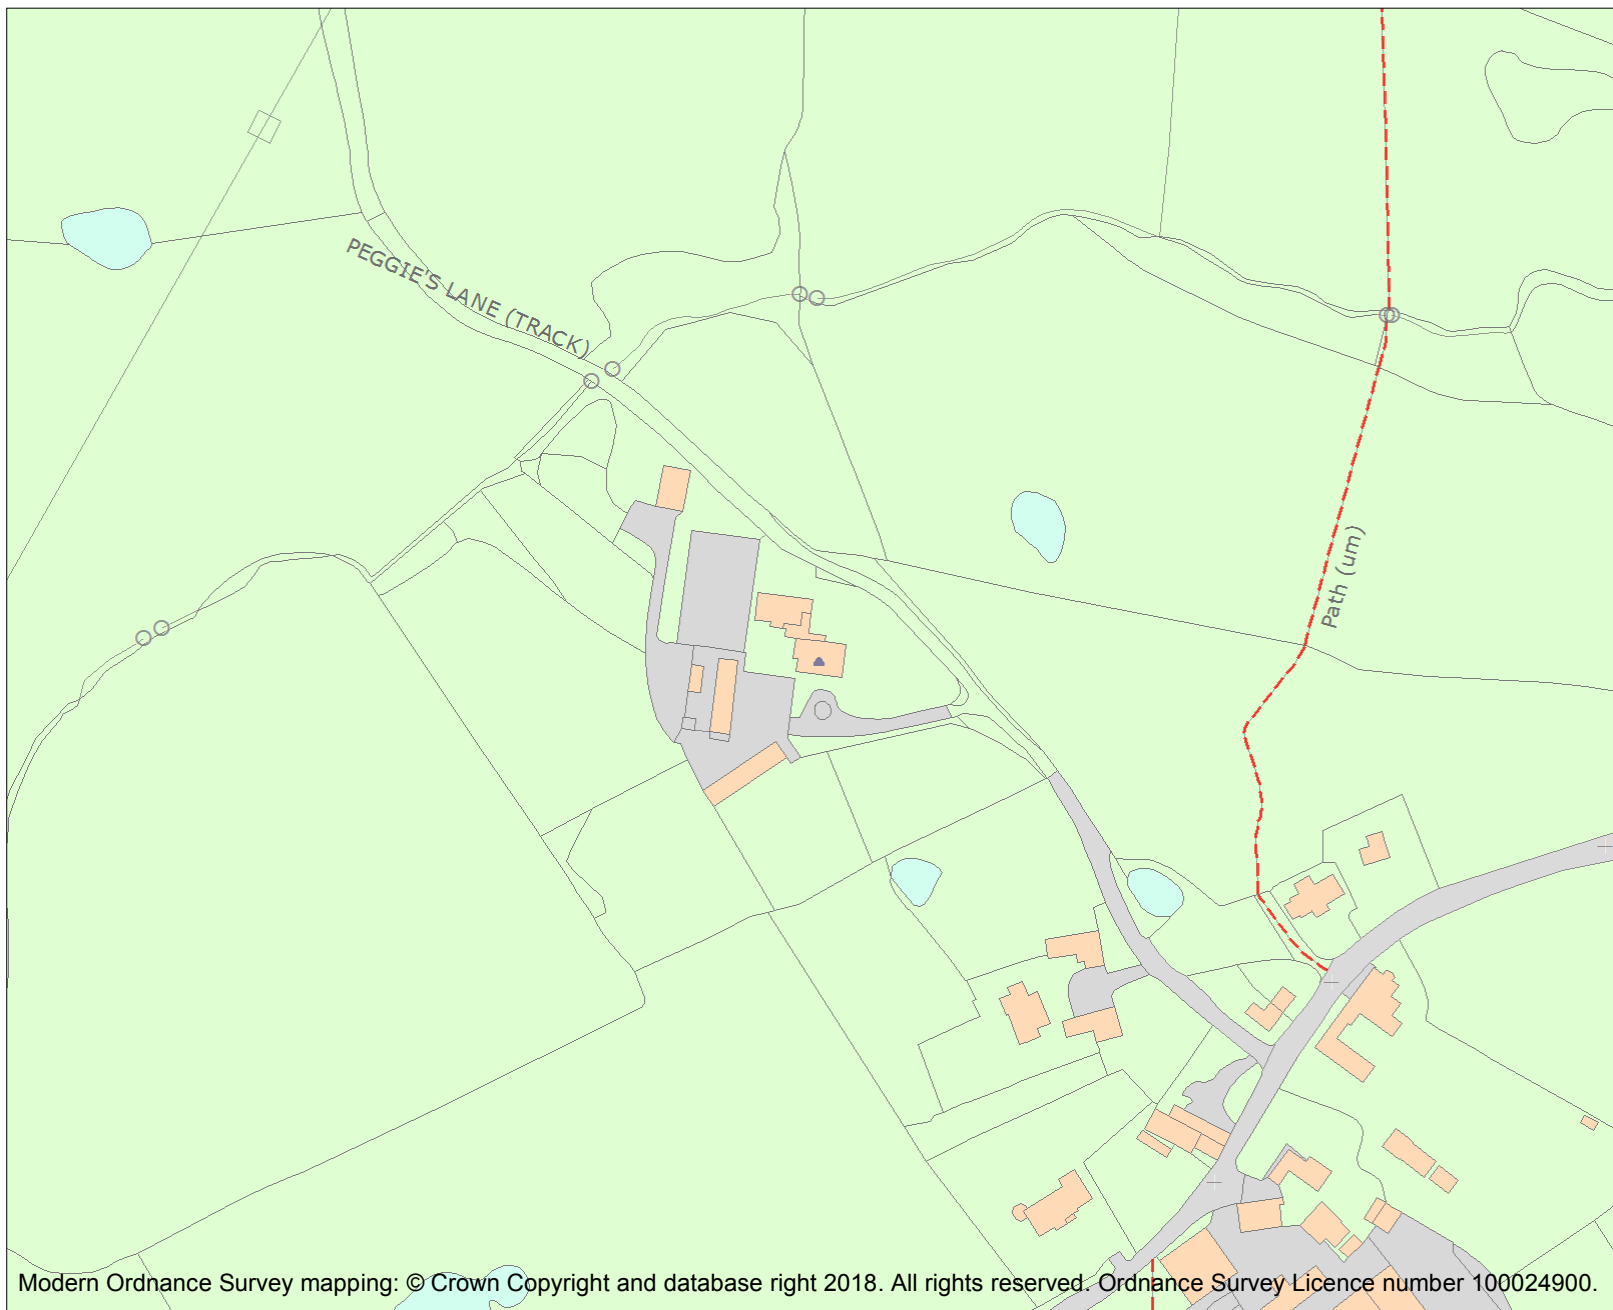 PEGGIE'S LANE (TRACK)
Path (um)
Modern Ordnance Survey mapping: © Crown Copyright and database right 2018. All rights reserved. Ordnance Survey Licence number 100024900.